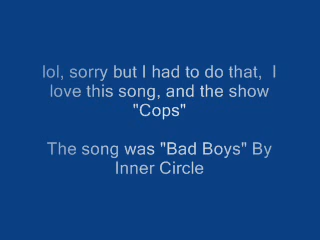 lol, sorry but I had to do that,  I
love this song, and the show
"Cops"
The song was "Bad Boys" By
Inner Circle